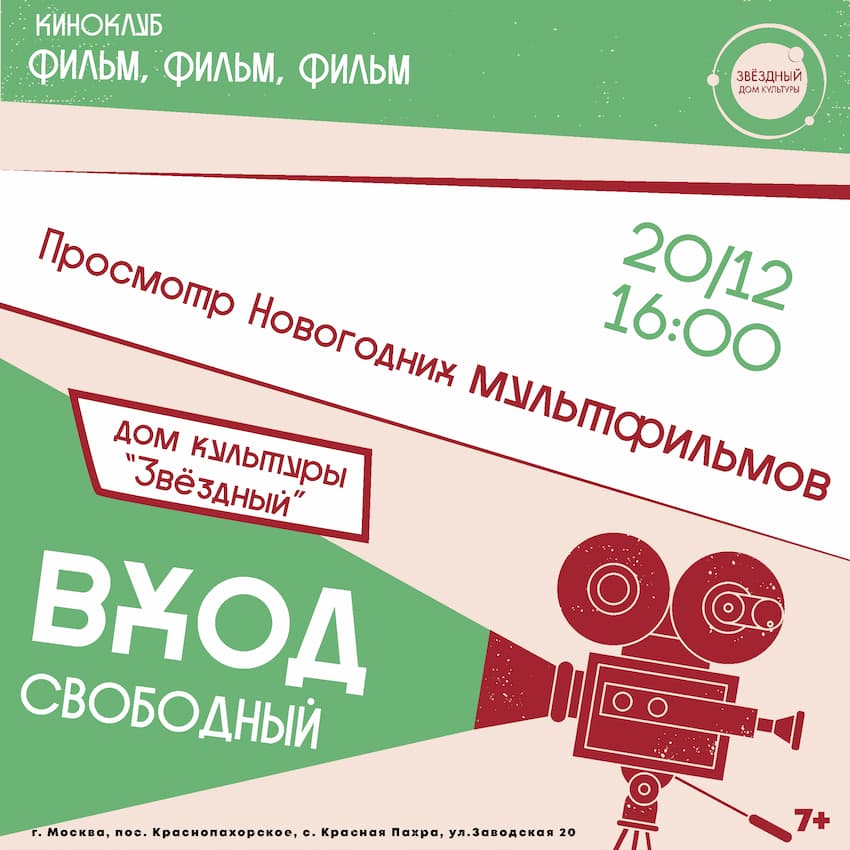 КИНОКЛУБ
ФИЛЬМ, ФИЛЬМ, ФИЛЬМ
ЗВЁЗДНЫЙ
ДОМ КУЛЬТУРЫ
20/12
16:00
Просмотр Новогодних МУЛЬТФИЛЬМОВ
ДОМ КУЛЬТУРЫ
"Звёздный"
ВХОД
СВОБОДНЫЙ
7+
г. Москва, пос. Краснопахорское, с. Красная Пахра, ул.Заводская 20